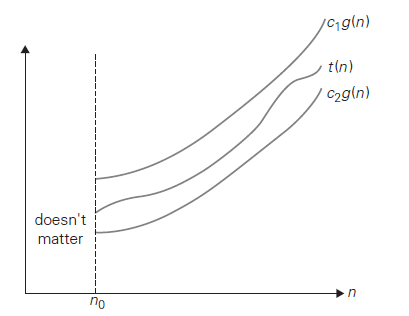 c₁g(n)
t(n)
c₂g(n)
doesn't
matter
n
n₀